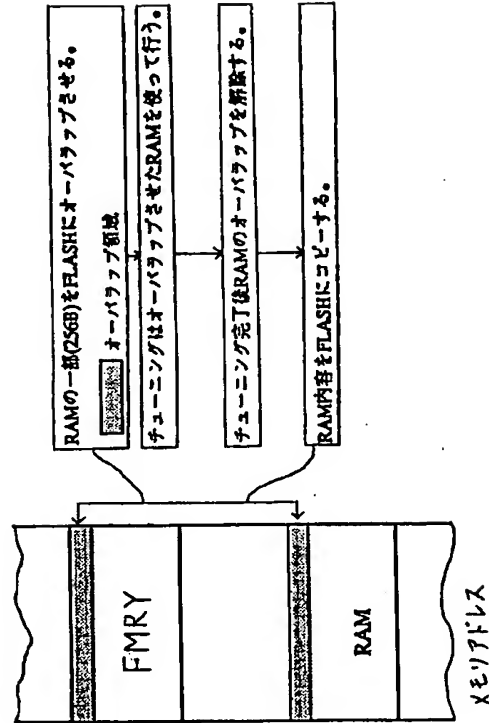 RAMの一部(256B)をFLASHにオーバラップさせる。
オーバラップ領域
チューニングはオーバラップさせたRAMを使って行う。
チューニング完了後RAMのオーバラップを解除する。
RAM内容をFLASHにコピーする。
FMRY
RAM
メモリアドレス